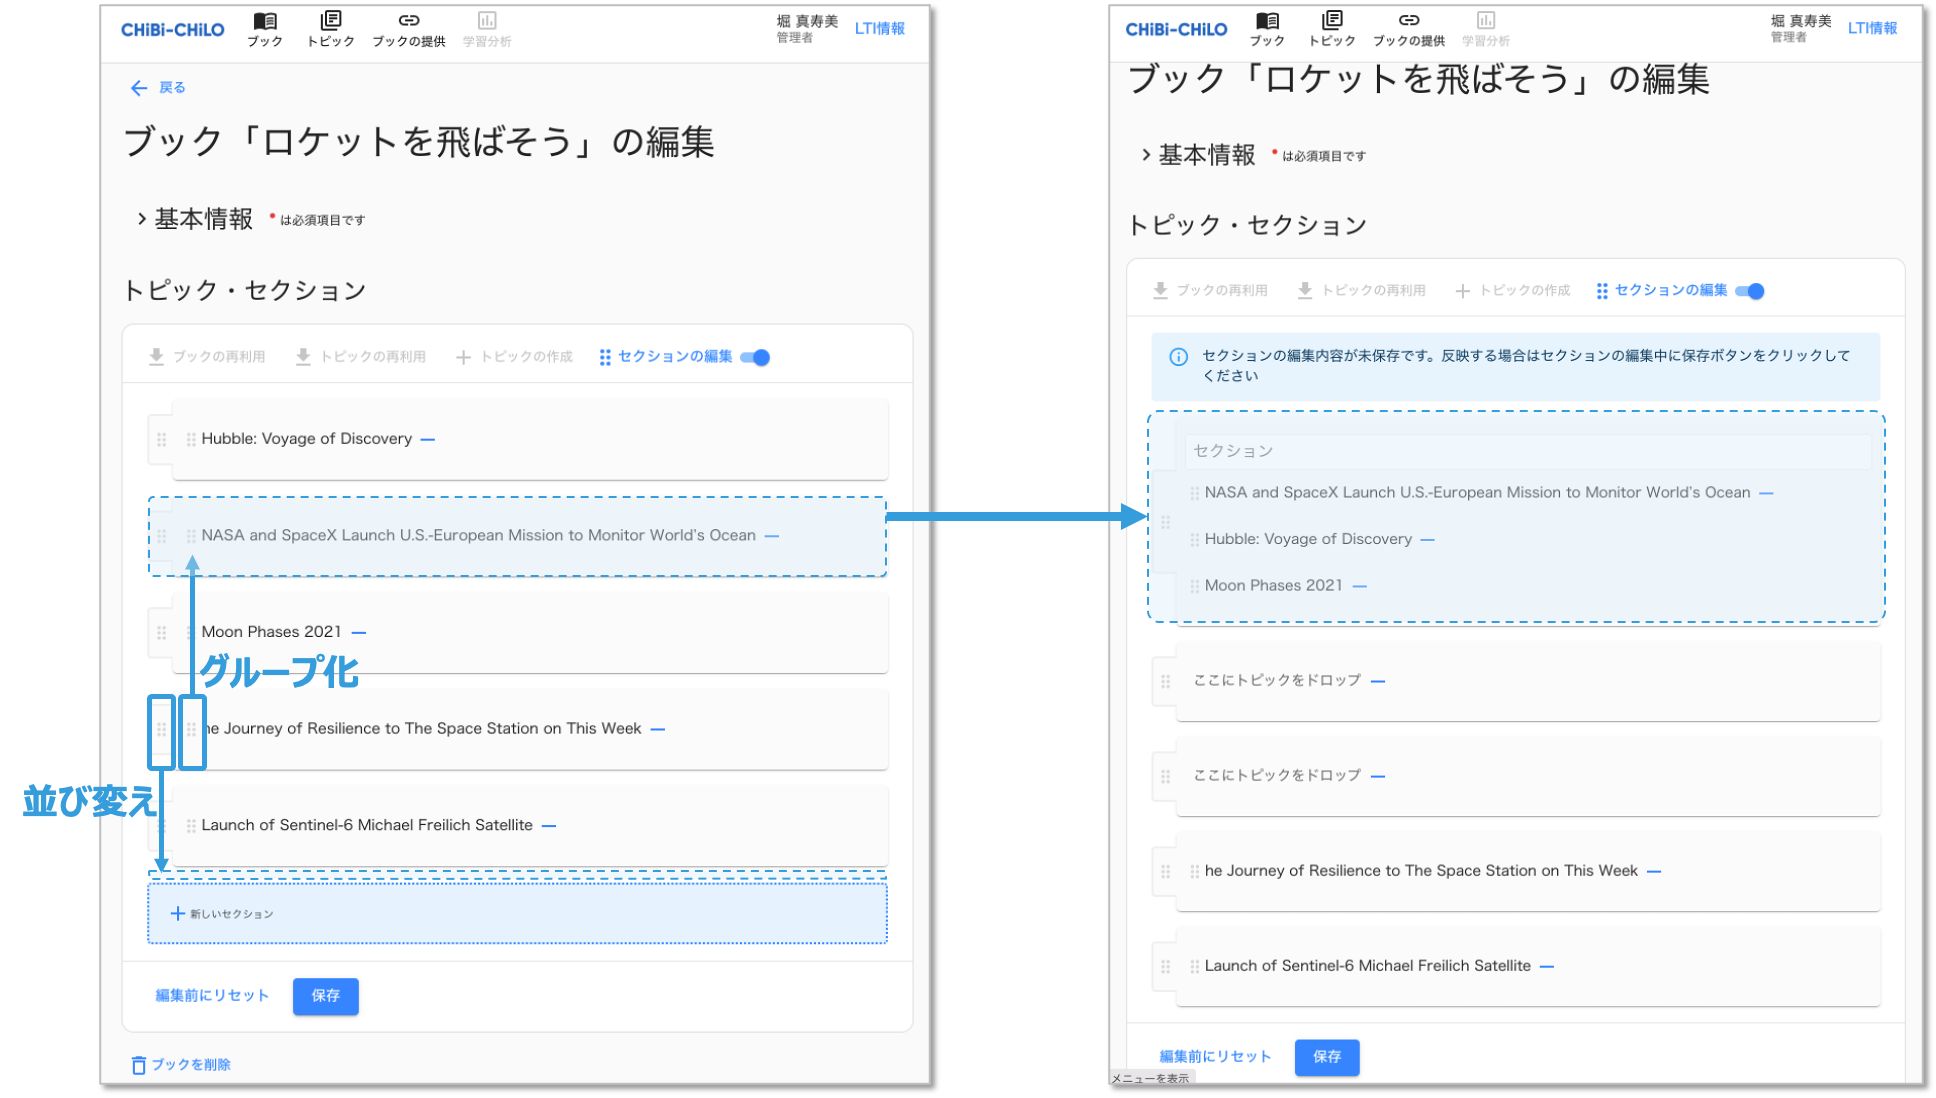 CHiBi-CHiLO
ブック
トピック
ブックの提供
学習分析
堀 真寿美
管理者
LTI情報
戻る
ブック「ロケットを飛ばそう」の編集
基本情報 * は必須項目です
トピック・セクション
ブックの再利用
トピックの再利用
トピックの作成
セクションの編集
Hubble: Voyage of Discovery
NASA and SpaceX Launch U.S.-European Mission to Monitor World's Ocean
Moon Phases 2021
グループ化
he Journey of Resilience to The Space Station on This Week
並び変え
Launch of Sentinel-6 Michael Freilich Satellite
新しいセクション
編集前にリセット
保存
ブックを削除
CHiBi-CHiLO
ブック
トピック
ブックの提供
学習分析
堀 真寿美
管理者
LTI情報
ブック「ロケットを飛ばそう」の編集
基本情報 * は必須項目です
トピック・セクション
ブックの再利用
トピックの再利用
トピックの作成
セクションの編集
セクションの編集内容が未保存です。反映する場合はセクションの編集中に保存ボタンをクリックして
ください
セクション
NASA and SpaceX Launch U.S.-European Mission to Monitor World's Ocean
Hubble: Voyage of Discovery
Moon Phases 2021
ここにトピックをドロップ
ここにトピックをドロップ
he Journey of Resilience to The Space Station on This Week
Launch of Sentinel-6 Michael Freilich Satellite
編集前にリセット
保存
メニューを表示